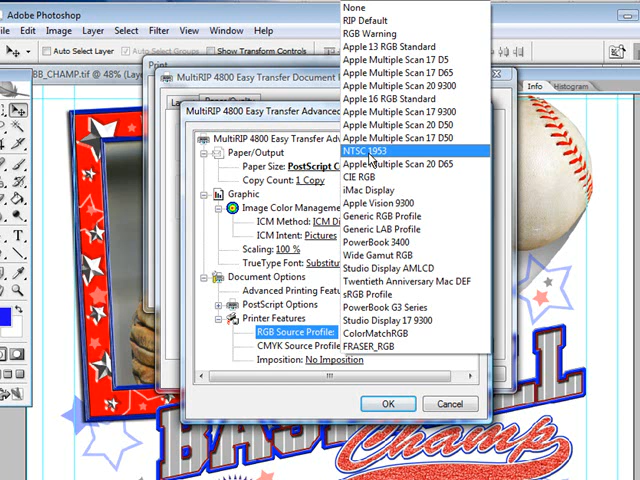 Adobe Photoshop
File Edit Image Layer Select Filter View
Auto Select Layer Auto Select Groups Show Transform Controls
Print
BB_CHAMP.tif @ 48%
MultiRIP 4800 Easy Transfer Document
Info Histogram
MultiRIP 4800 Easy Transfer Advanced
MultiRIP 4800 Easy Transfer Adv
Paper/Output
Paper Size: PostScript C
Copy Count: 1 Copy
Graphic
Image Color Manageme
ICM Method: ICM Di
ICM Intent: Pictures
Scaling: 100 %
TrueType Font: Substitu
Document Options
Advanced Printing Featu
PostScript Options
Printer Features
RGB Source Profile:
CMYK Source Profile
Imposition: No Imposition
OK Cancel
None
RIP Default
RGB Warning
Apple 13 RGB Standard
Apple Multiple Scan 17 D5
Apple Multiple Scan 17 D65
Apple Multiple Scan 20 9300
Apple 16 RGB Standard
Apple Multiple Scan 17 9300
Apple Multiple Scan 20 D50
Apple Multiple Scan 17 D50
NTSC 1953
Apple Multiple Scan 20 D65
CIE RGB
iMac Display
Apple Vision 9300
Generic RGB Profile
Generic LAB Profile
PowerBook 3400
Wide Gamut RGB
Studio Display AMLCD
Twentieth Anniversary Mac DEF
sRGB Profile
PowerBook G3 Series
Studio Display 17 9300
ColorMatchRGB
FRASER_RGB
BASEBALL
Champ